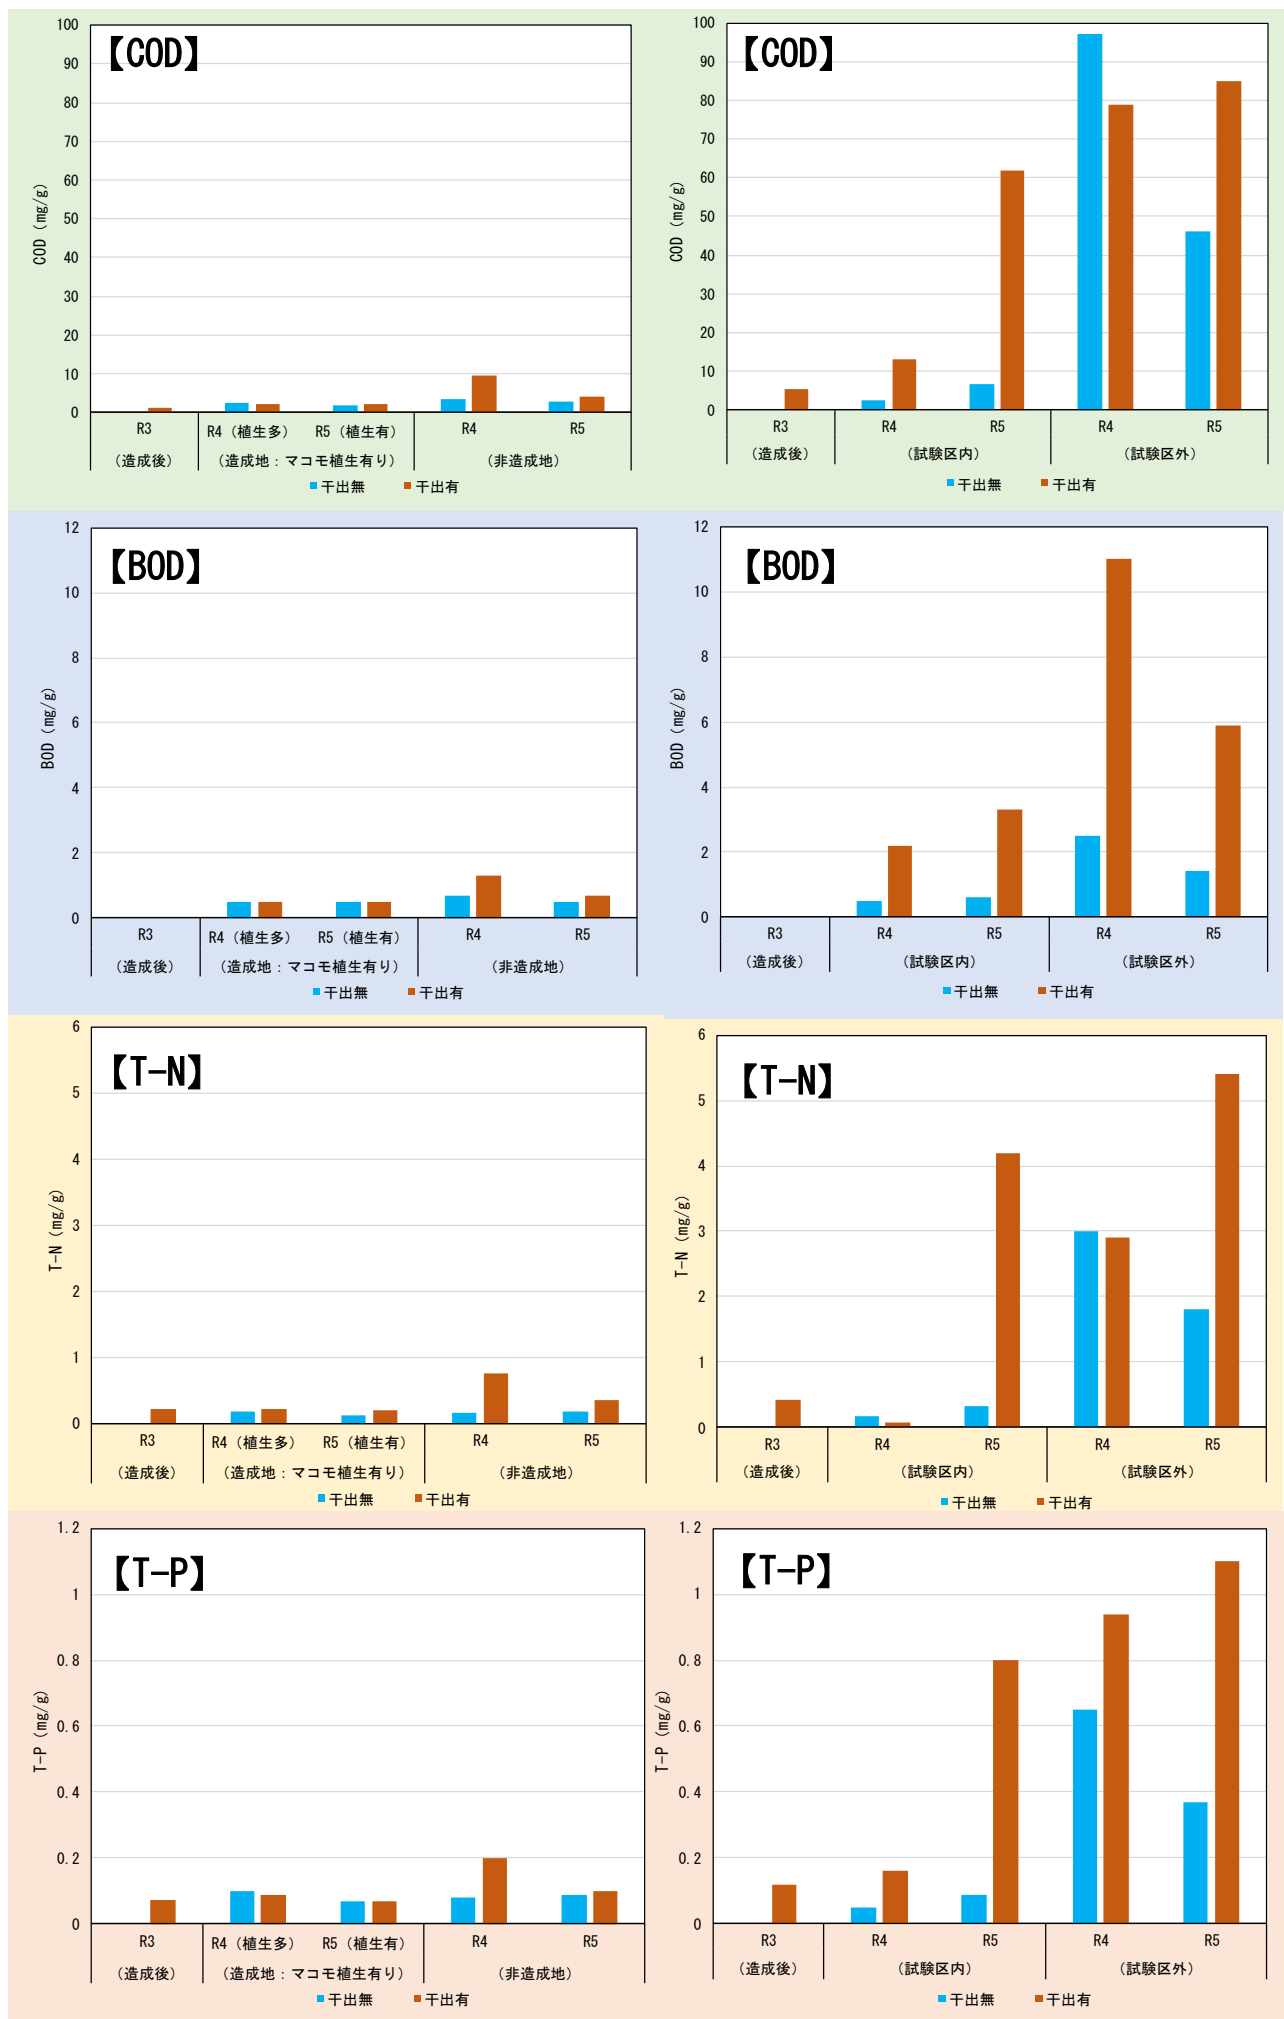 【COD】
100
90
80
70
60
50
40
30
20
10
0
COD (mg/g)
R3
R4（植生多）
R5（植生有）
R4
R5
（造成後）
（造成地：マコモ植生有り）
（非造成地）
干出無
干出有
【COD】
100
90
80
70
60
50
40
30
20
10
0
COD (mg/g)
R3
R4
R5
R4
R5
（造成後）
（試験区内）
（試験区外）
干出無
干出有
【BOD】
12
10
8
6
4
2
0
BOD (mg/g)
R3
R4（植生多）
R5（植生有）
R4
R5
（造成後）
（造成地：マコモ植生有り）
（非造成地）
干出無
干出有
【BOD】
12
10
8
6
4
2
0
BOD (mg/g)
R3
R4
R5
R4
R5
（造成後）
（試験区内）
（試験区外）
干出無
干出有
【T-N】
6
5
4
3
2
1
0
T-N (mg/g)
R3
R4（植生多）
R5（植生有）
R4
R5
（造成後）
（造成地：マコモ植生有り）
（非造成地）
干出無
干出有
【T-N】
6
5
4
3
2
1
0
T-N (mg/g)
R3
R4
R5
R4
R5
（造成後）
（試験区内）
（試験区外）
干出無
干出有
【T-P】
1.2
1
0.8
0.6
0.4
0.2
0
T-P (mg/g)
R3
R4（植生多）
R5（植生有）
R4
R5
（造成後）
（造成地：マコモ植生有り）
（非造成地）
干出無
干出有
【T-P】
1.2
1
0.8
0.6
0.4
0.2
0
T-P (mg/g)
R3
R4
R5
R4
R5
（造成後）
（試験区内）
（試験区外）
干出無
干出有